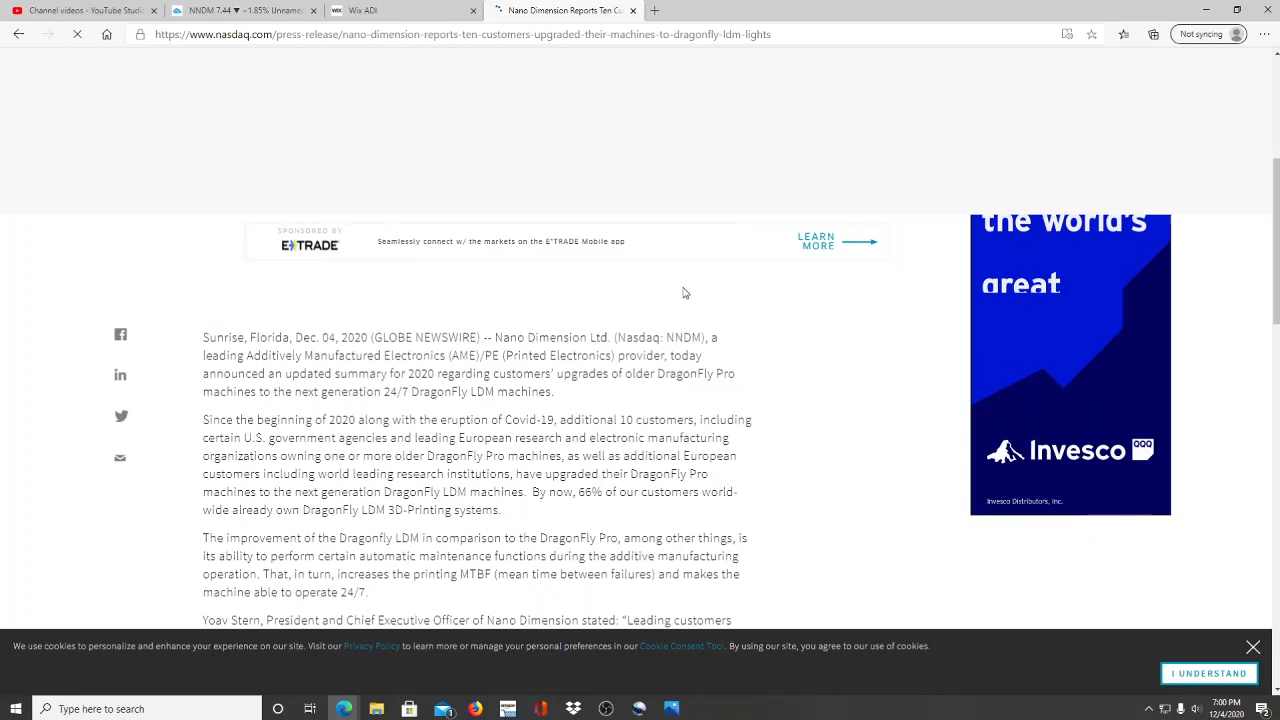 Channel videos - YouTube Studio
NNDM 7.44 ▼ −1.85% Unname
WIX Wix ADI
Nano Dimension Reports Ten Cu
https://www.nasdaq.com/press-release/nano-dimension-reports-ten-customers-upgraded-their-machines-to-dragonfly-ldm-lights
Not syncing
SPONSORED BY
E*TRADE
Seamlessly connect w/ the markets on the E*TRADE Mobile app
LEARN
MORE
the world's
great
Sunrise, Florida, Dec. 04, 2020 (GLOBE NEWSWIRE) -- Nano Dimension Ltd. (Nasdaq: NNDM), a
leading Additively Manufactured Electronics (AME)/PE (Printed Electronics) provider, today
announced an updated summary for 2020 regarding customers' upgrades of older DragonFly Pro
machines to the next generation 24/7 DragonFly LDM machines.
Since the beginning of 2020 along with the eruption of Covid-19, additional 10 customers, including
certain U.S. government agencies and leading European research and electronic manufacturing
organizations owning one or more older DragonFly Pro machines, as well as additional European
customers including world leading research institutions, have upgraded their DragonFly Pro
machines to the next generation DragonFly LDM machines. By now, 66% of our customers world-
wide already own DragonFly LDM 3D-Printing systems.
Invesco QQQ
Invesco Distributors, Inc.
The improvement of the Dragonfly LDM in comparison to the DragonFly Pro, among other things, is
its ability to perform certain automatic maintenance functions during the additive manufacturing
operation. That, in turn, increases the printing MTBF (mean time between failures) and makes the
machine able to operate 24/7.
Yoav Stern, President and Chief Executive Officer of Nano Dimension stated: "Leading customers
We use cookies to personalize and enhance your experience on our site. Visit our Privacy Policy to learn more or manage your personal preferences in our Cookie Consent Tool. By using our site, you agree to our use of cookies.
I UNDERSTAND
Type here to search
7:00 PM
12/4/2020